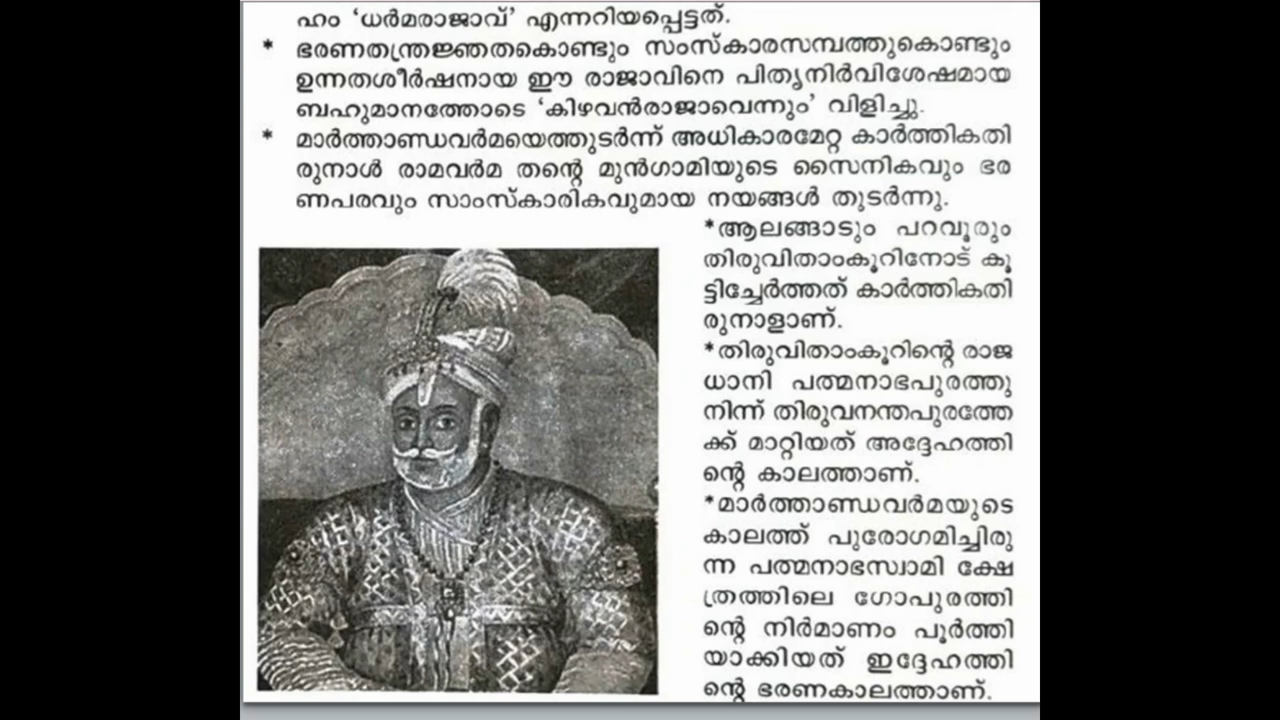 ഹം ‘ധർമരാജാവ്’ എന്നറിയപ്പെട്ടത്.
* ഭരണതന്ത്രജ്ഞതകൊണ്ടും സംസ്കാരസമ്പത്തുകൊണ്ടും
ഉന്നതശീർഷനായ ഈ രാജാവിനെ പിതൃനിർവിശേഷമായ
ബഹുമാനത്തോടെ ‘കിഴവൻരാജാവെന്നും’ വിളിച്ചു.
* മാർത്താണ്ഡവർമയെത്തുടർന്ന് അധികാരമേറ്റ കാർത്തികതി
രുനാൾ രാമവർമ തന്റെ മുൻഗാമിയുടെ സൈനികവും ഭര
ണപരവും സാംസ്കാരികവുമായ നയങ്ങൾ തുടർന്നു.
*ആലങ്ങാടും പറവൂരും
തിരുവിതാംകൂറിനോട് കൂ
ട്ടിച്ചേർത്തത് കാർത്തികതി
രുനാളാണ്.
*തിരുവിതാംകൂറിന്റെ രാജ
ധാനി പത്മനാഭപുരത്തു
നിന്ന് തിരുവനന്തപുരത്തേ
ക്ക് മാറ്റിയത് അദ്ദേഹത്തി
ന്റെ കാലത്താണ്.
*മാർത്താണ്ഡവർമയുടെ
കാലത്ത് പുരോഗമിച്ചിരു
ന്ന പത്മനാഭസ്വാമി ക്ഷേ
ത്രത്തിലെ ഗോപുരത്തി
ന്റെ നിർമാണം പൂർത്തി
യാക്കിയത് ഇദ്ദേഹത്തി
ന്റെ ഭരണകാലത്താണ്.